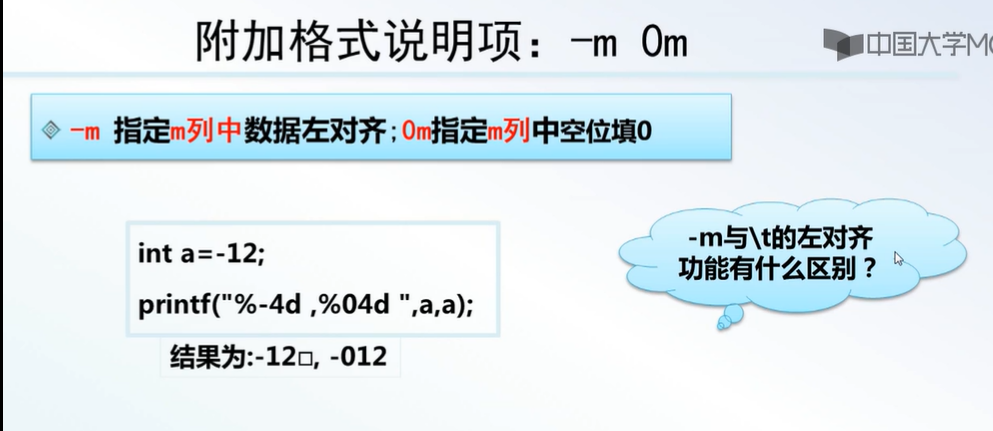 附加格式说明项：-m 0m
中国大学MO
-m 指定m列中数据左对齐;0m指定m列中空位填0
int a=-12;
printf("%-4d ,%04d ",a,a);
结果为:-12□, -012
-m与\t的左对齐
功能有什么区别？